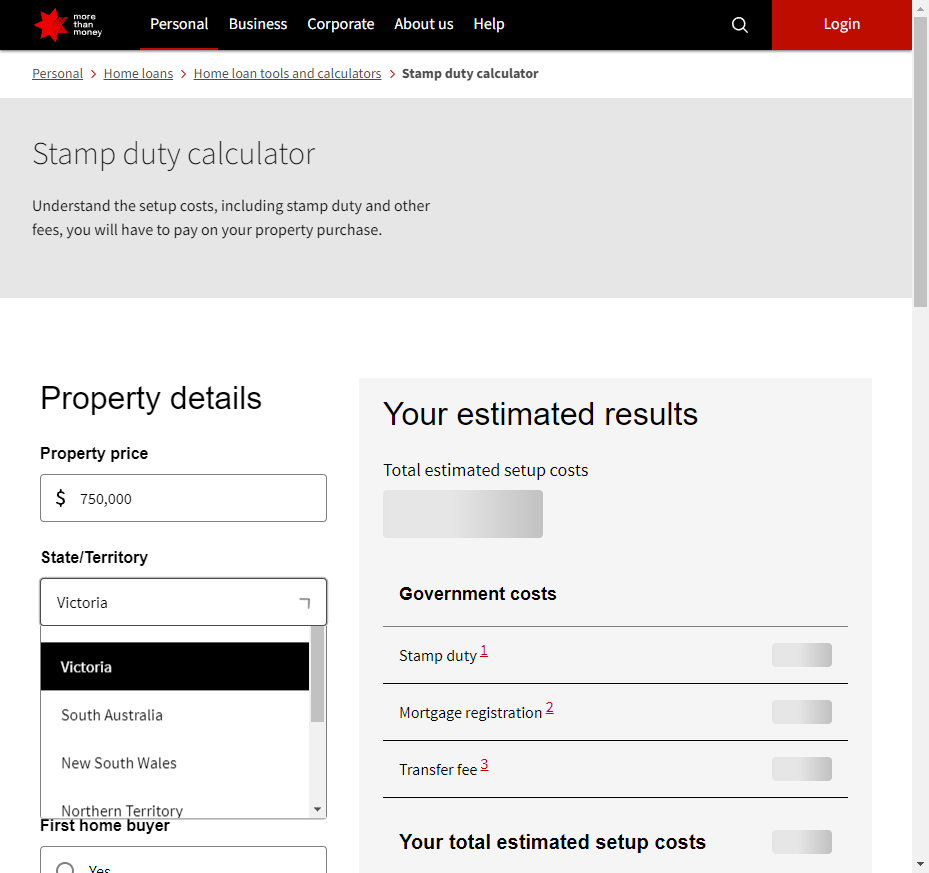 more
than
money
Personal Business Corporate About us Help
Login
Personal > Home loans > Home loan tools and calculators > Stamp duty calculator
Stamp duty calculator
Understand the setup costs, including stamp duty and other
fees, you will have to pay on your property purchase.
Property details
Property price
$ 750,000
State/Territory
Victoria
Victoria
South Australia
New South Wales
Northern Territory
First home buyer
Yes
Your estimated results
Total estimated setup costs
Government costs
Stamp duty 1
Mortgage registration 2
Transfer fee 3
Your total estimated setup costs